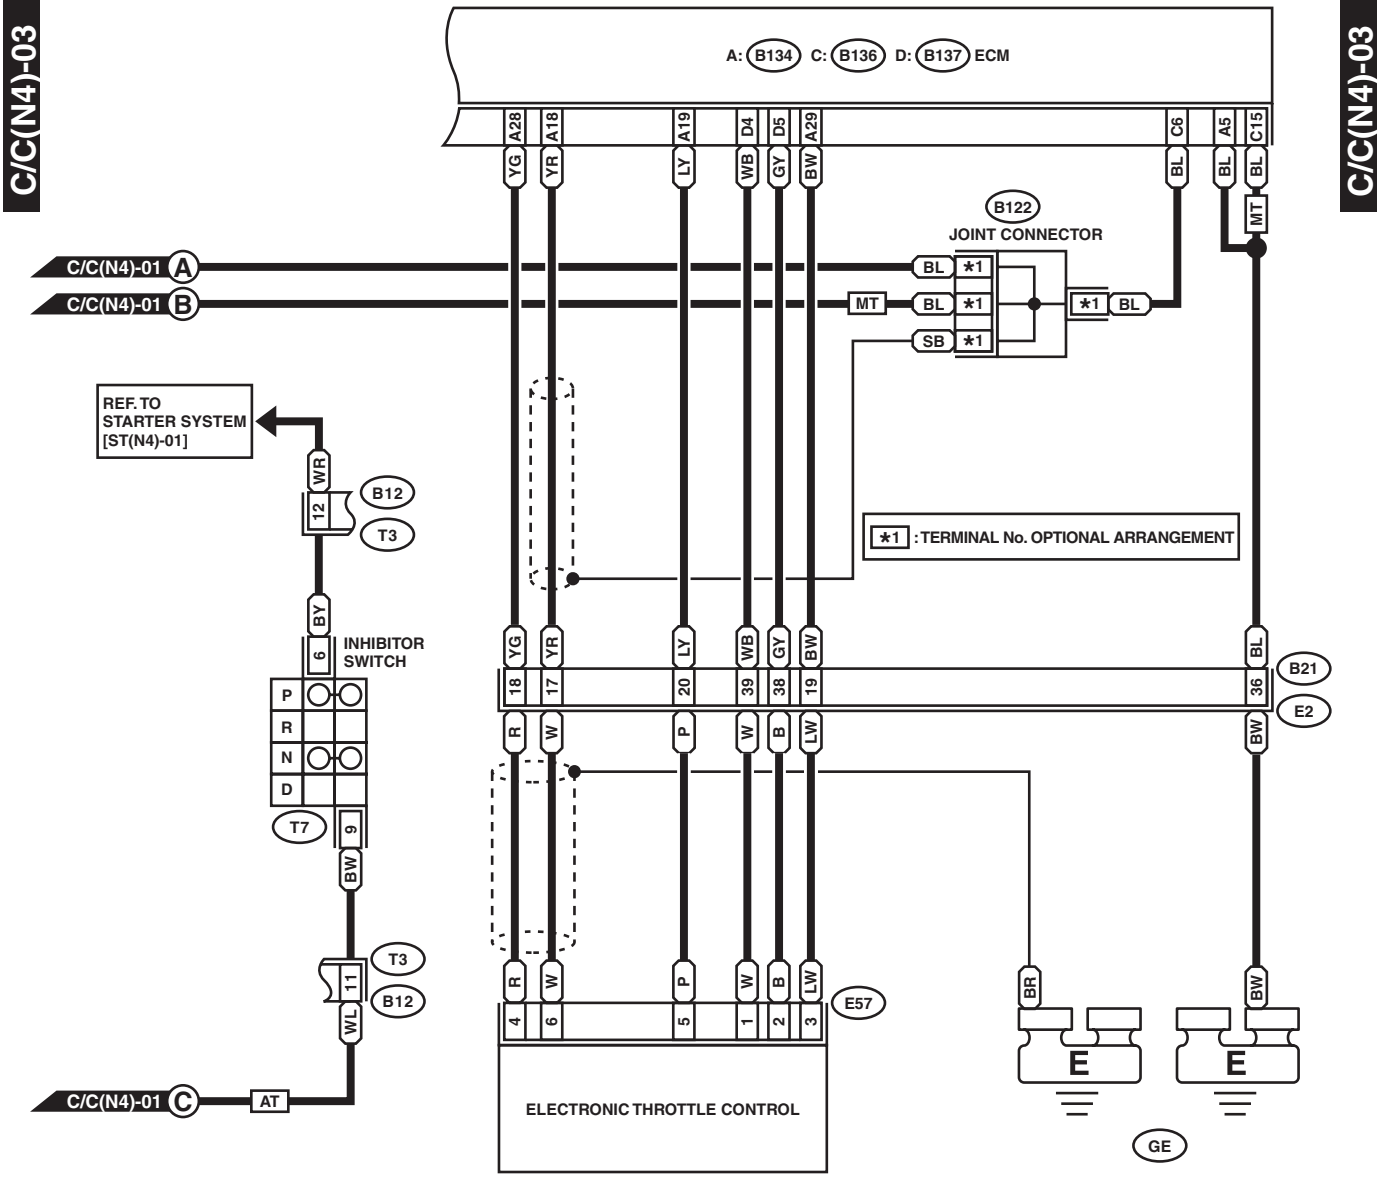 C/C(N4)-03
C/C(N4)-03
A: B134 C: B136 D: B137 ECM
A28 A18 A19 D4 D5 A29 C6 A5 C15
YG YR LY WB GY BW BL BL BL
MT
B122
JOINT CONNECTOR
C/C(N4)-01 A BL *1
C/C(N4)-01 B MT BL *1 *1 BL
SB *1
REF. TO
STARTER SYSTEM
[ST(N4)-01]
WR
12
B12
T3
*1 : TERMINAL No. OPTIONAL ARRANGEMENT
BY
6
INHIBITOR
SWITCH
P
R
N
D
T7
9
BW
T3
11
B12
WL
C/C(N4)-01 C AT
YG YR LY WB GY BW BL
18 17 20 39 38 19 36
B21
E2
R W P W B LW BW
R W P W B LW BR BW
4 6 5 1 2 3
E57
E E
ELECTRONIC THROTTLE CONTROL
GE